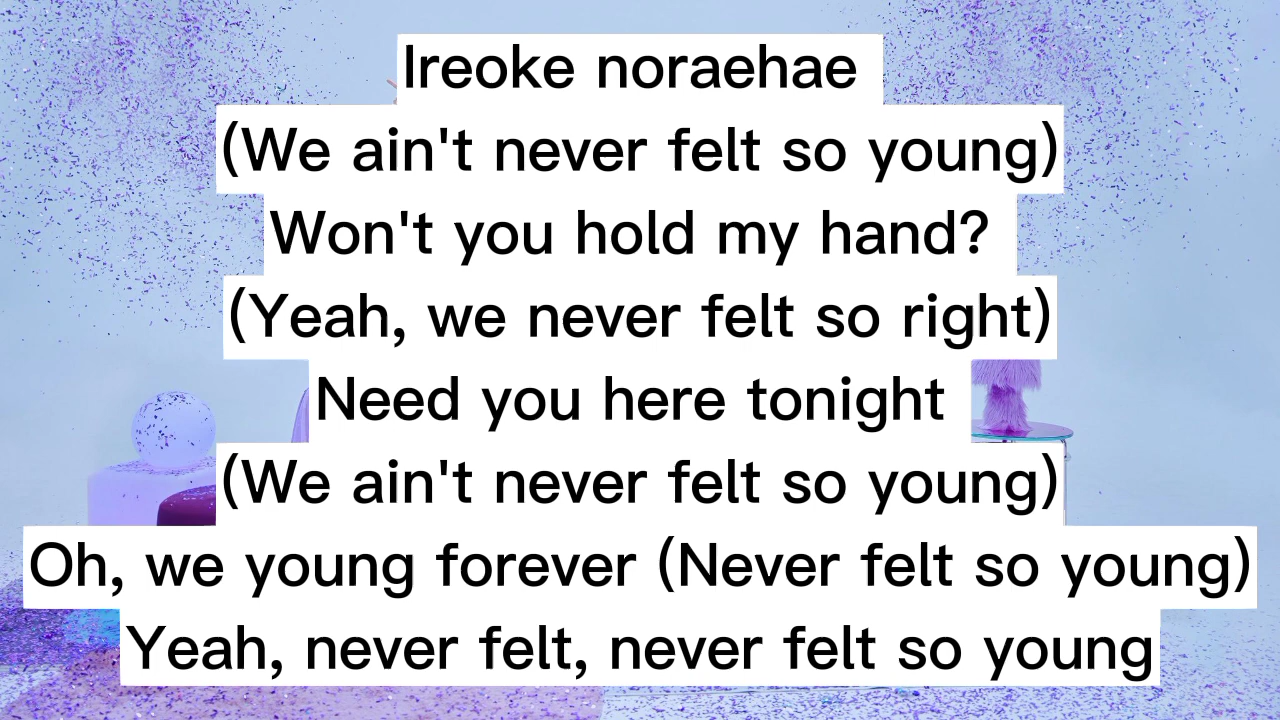 Ireoke noraehae
(We ain't never felt so young)
Won't you hold my hand?
(Yeah, we never felt so right)
Need you here tonight
(We ain't never felt so young)
Oh, we young forever (Never felt so young)
Yeah, never felt, never felt so young